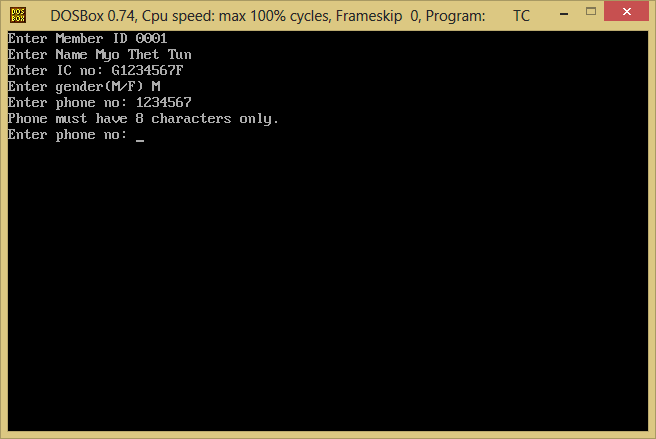 DOS
BOX
DOSBox 0.74, Cpu speed: max 100% cycles, Frameskip 0, Program: TC
Enter Member ID 0001
Enter Name Myo Thet Tun
Enter IC no: G1234567F
Enter gender(M/F) M
Enter phone no: 1234567
Phone must have 8 characters only.
Enter phone no: _